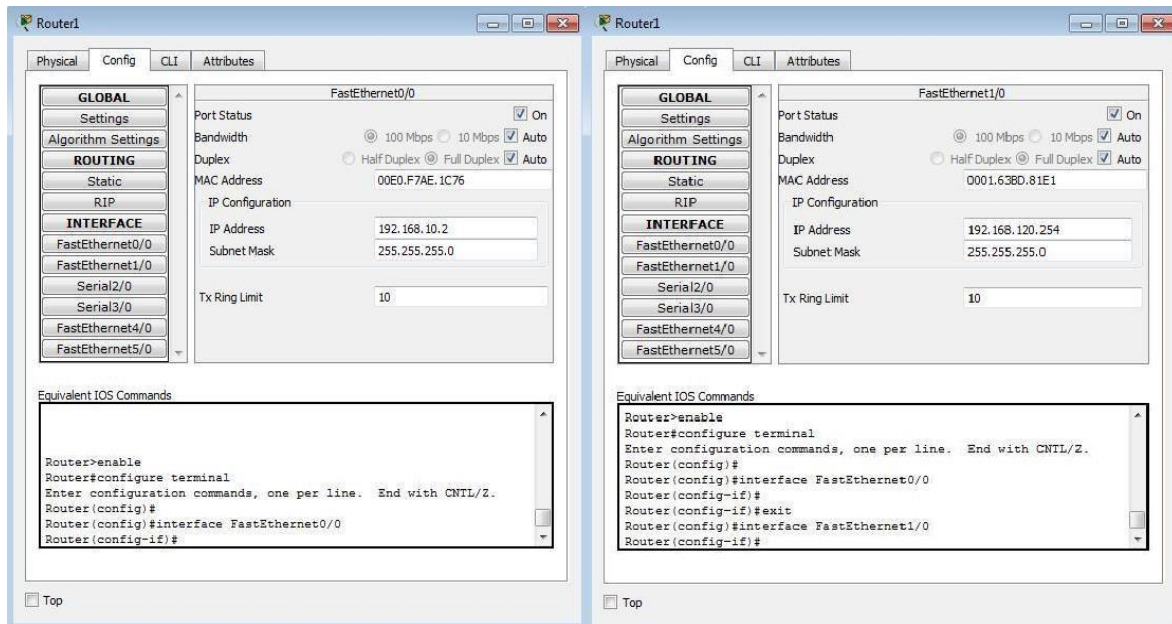 Router1
Physical
Config
CLI
Attributes
GLOBAL
Settings
Algorithm Settings
ROUTING
Static
RIP
INTERFACE
FastEthernet0/0
FastEthernet1/0
Serial2/0
Serial3/0
FastEthernet4/0
FastEthernet5/0
FastEthernet0/0
Port Status On
Bandwidth 100 Mbps 10 Mbps Auto
Duplex Half Duplex Full Duplex Auto
MAC Address 00E0.F7AE.1C76
IP Configuration
IP Address 192.168.10.2
Subnet Mask 255.255.255.0
Tx Ring Limit 10
Equivalent IOS Commands
Router>enable
Router#configure terminal
Enter configuration commands, one per line. End with CNTL/Z.
Router(config)#
Router(config)#interface FastEthernet0/0
Router(config-if)#
Top
Router1
Physical
Config
CLI
Attributes
GLOBAL
Settings
Algorithm Settings
ROUTING
Static
RIP
INTERFACE
FastEthernet0/0
FastEthernet1/0
Serial2/0
Serial3/0
FastEthernet4/0
FastEthernet5/0
FastEthernet1/0
Port Status On
Bandwidth 100 Mbps 10 Mbps Auto
Duplex Half Duplex Full Duplex Auto
MAC Address 0001.63BD.81E1
IP Configuration
IP Address 192.168.120.254
Subnet Mask 255.255.255.0
Tx Ring Limit 10
Equivalent IOS Commands
Router>enable
Router#configure terminal
Enter configuration commands, one per line. End with CNTL/Z.
Router(config)#
Router(config)#interface FastEthernet0/0
Router(config-if)#
Router(config-if)#exit
Router(config)#interface FastEthernet1/0
Router(config-if)#
Top